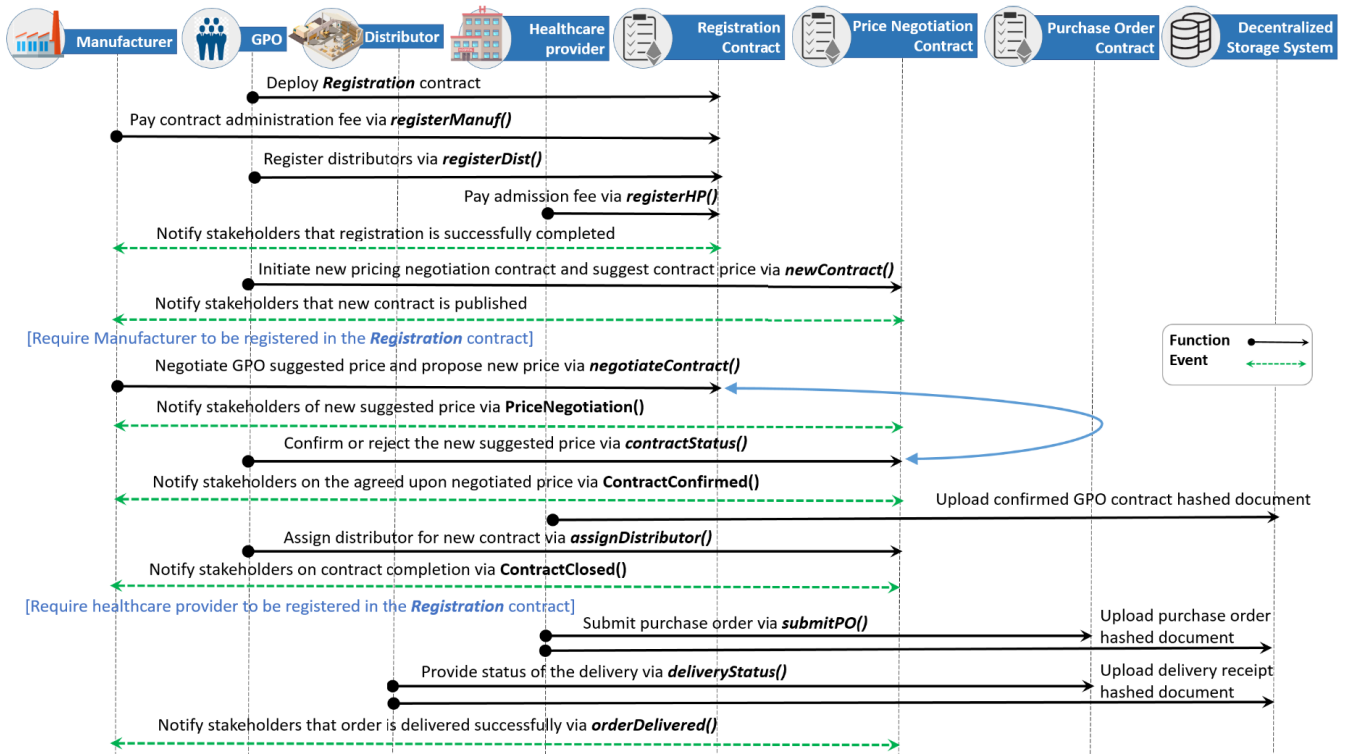 Manufacturer
GPO
Distributor
Healthcare
provider
Registration
Contract
Price Negotiation
Contract
Purchase Order
Contract
Decentralized
Storage System
Deploy Registration contract
Pay contract administration fee via registerManuf()
Register distributors via registerDist()
Pay admission fee via registerHP()
Notify stakeholders that registration is successfully completed
Initiate new pricing negotiation contract and suggest contract price via newContract()
Notify stakeholders that new contract is published
[Require Manufacturer to be registered in the Registration contract]
Function
Event
Negotiate GPO suggested price and propose new price via negotiateContract()
Notify stakeholders of new suggested price via PriceNegotiation()
Confirm or reject the new suggested price via contractStatus()
Notify stakeholders on the agreed upon negotiated price via ContractConfirmed()
Upload confirmed GPO contract hashed document
Assign distributor for new contract via assignDistributor()
Notify stakeholders on contract completion via ContractClosed()
[Require healthcare provider to be registered in the Registration contract]
Submit purchase order via submitPO()
Upload purchase order
hashed document
Provide status of the delivery via deliveryStatus()
Upload delivery receipt
hashed document
Notify stakeholders that order is delivered successfully via orderDelivered()